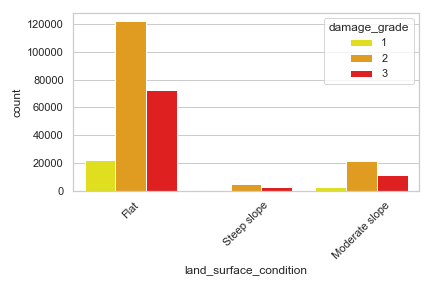 damage_grade
1
2
3
120000
100000
80000
60000
40000
20000
0
count
Flat
Steep slope
Moderate slope
land_surface_condition